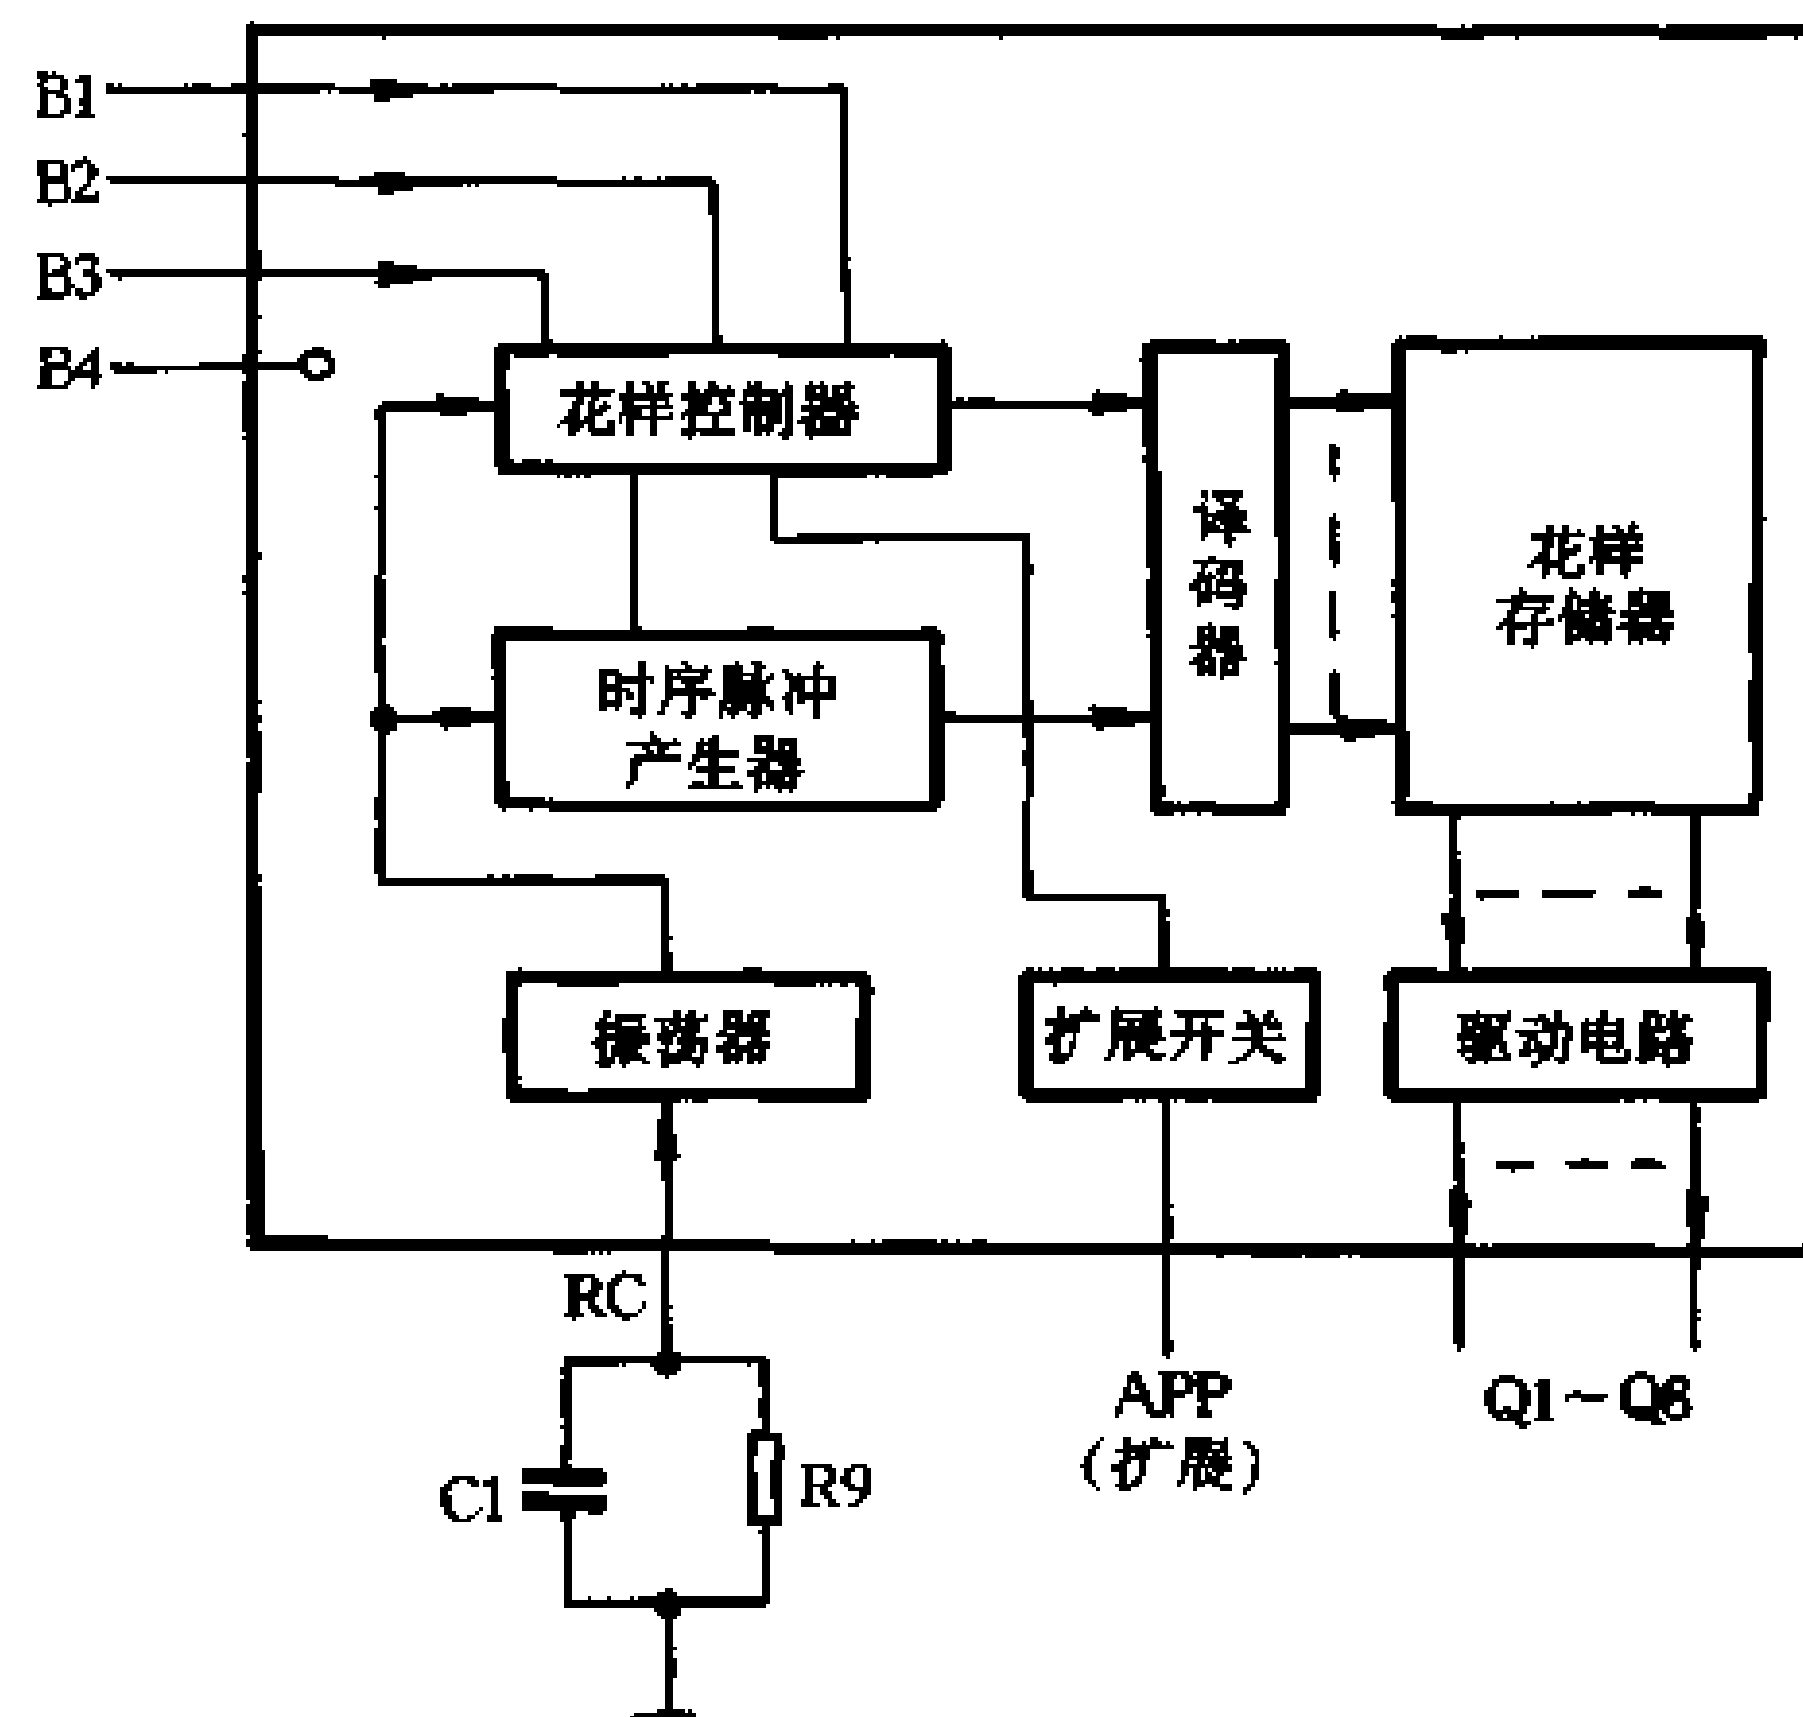 B1
B2
B3
B4
花样控制器
译
码
器
花样
存储器
时序脉冲
产生器
振荡器
扩展开关
驱动电路
RC
APP
(扩展)
Q1~Q8
C1
R9